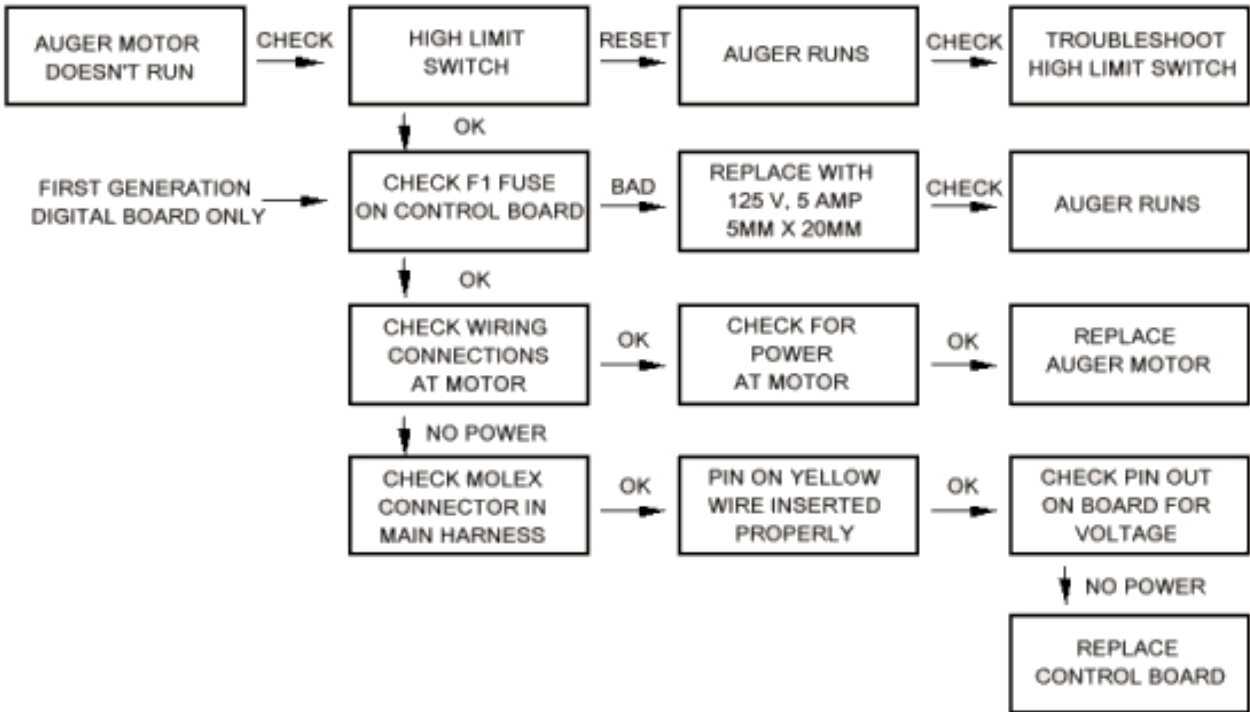 AUGER MOTOR
DOESN'T RUN
CHECK
HIGH LIMIT
SWITCH
RESET
AUGER RUNS
CHECK
TROUBLESHOOT
HIGH LIMIT SWITCH
OK
FIRST GENERATION
DIGITAL BOARD ONLY
CHECK F1 FUSE
ON CONTROL BOARD
BAD
REPLACE WITH
125 V, 5 AMP
5MM X 20MM
CHECK
AUGER RUNS
OK
CHECK WIRING
CONNECTIONS
AT MOTOR
OK
CHECK FOR
POWER
AT MOTOR
OK
REPLACE
AUGER MOTOR
NO POWER
CHECK MOLEX
CONNECTOR IN
MAIN HARNESS
OK
PIN ON YELLOW
WIRE INSERTED
PROPERLY
OK
CHECK PIN OUT
ON BOARD FOR
VOLTAGE
NO POWER
REPLACE
CONTROL BOARD